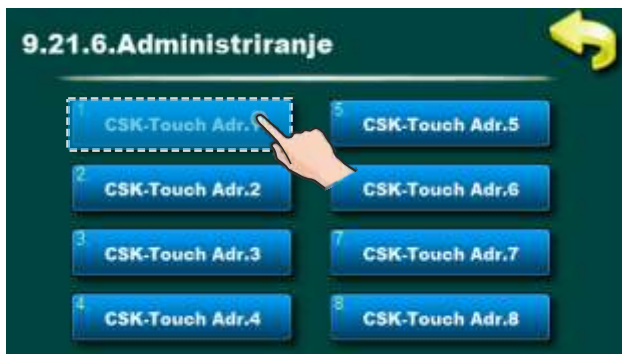 9.21.6.Administriranje
1
CSK-Touch Adr.1
2
CSK-Touch Adr.2
3
CSK-Touch Adr.3
4
CSK-Touch Adr.4
5
CSK-Touch Adr.5
CSK-Touch Adr.6
7
CSK-Touch Adr.7
8
CSK-Touch Adr.8